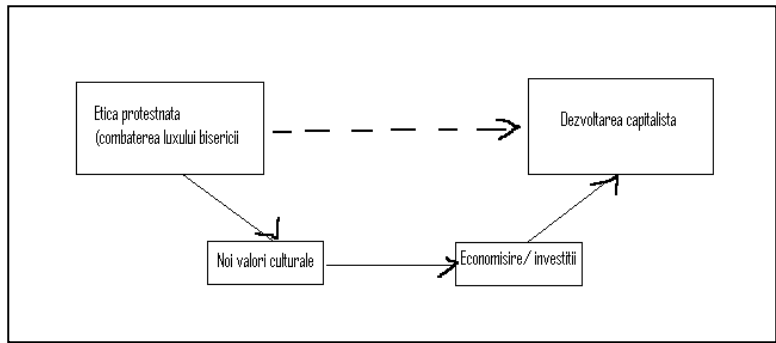 Etica protestnata
(combaterea luxului bisericii
Dezvoltarea capitalista
Noi valori culturale
Economisire/ investitii